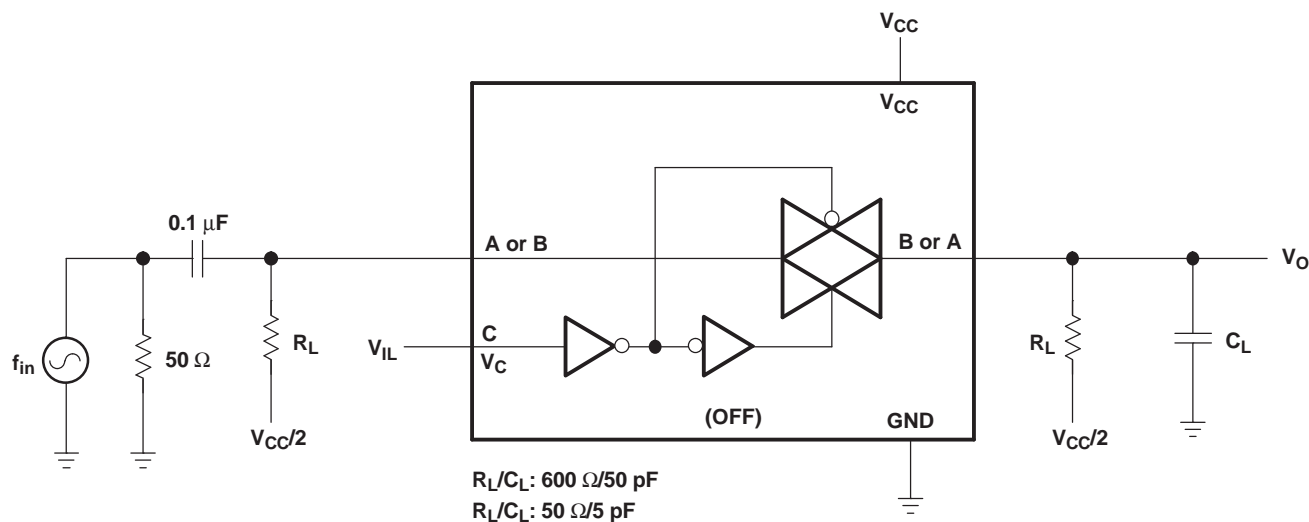 VCC
VCC
0.1 μF
A or B
B or A
VO
fin
50 Ω
RL
VIL
C
VC
RL
CL
(OFF)
GND
VCC/2
VCC/2
RL/CL: 600 Ω/50 pF
RL/CL: 50 Ω/5 pF